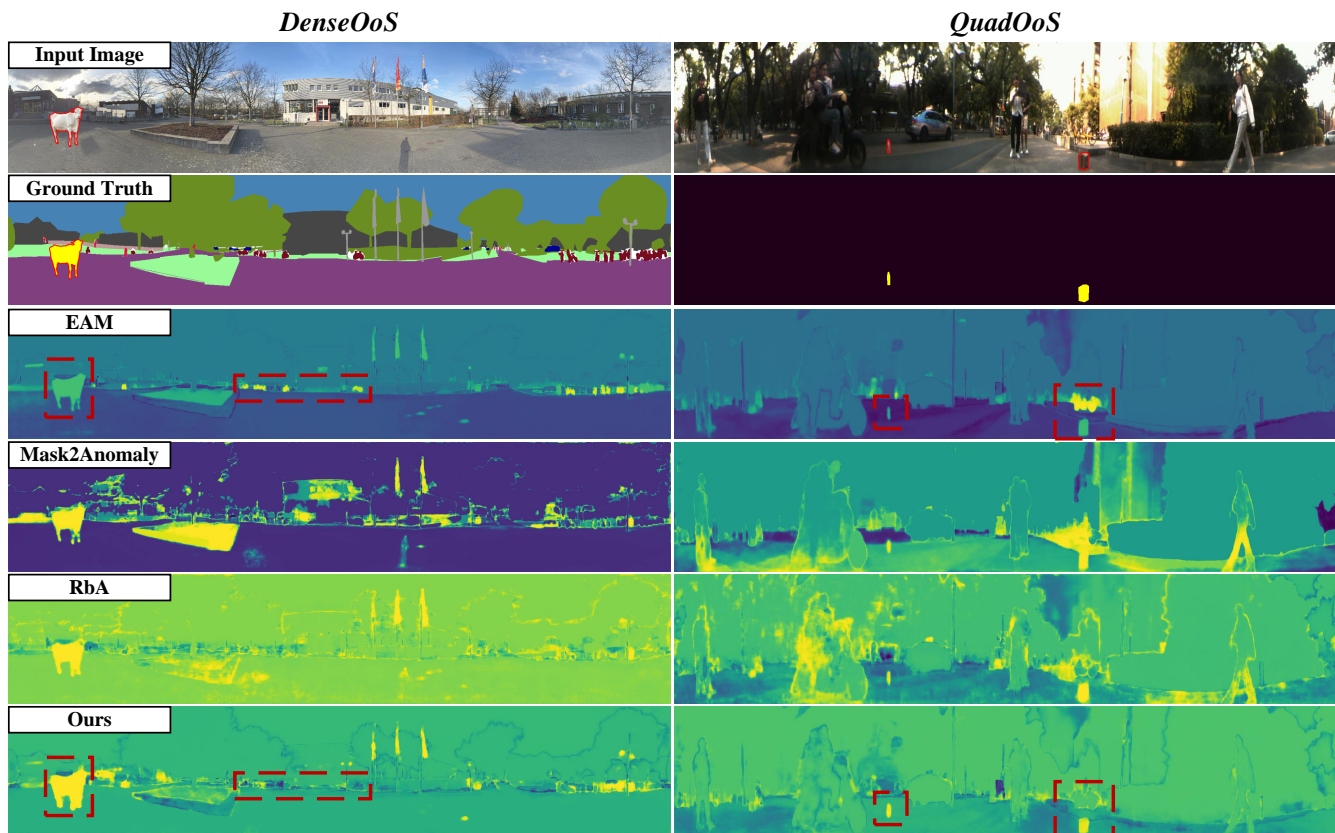 DenseOoS QuadOoS
Input Image
Ground Truth
EAM
Mask2Anomaly
RbA
Ours